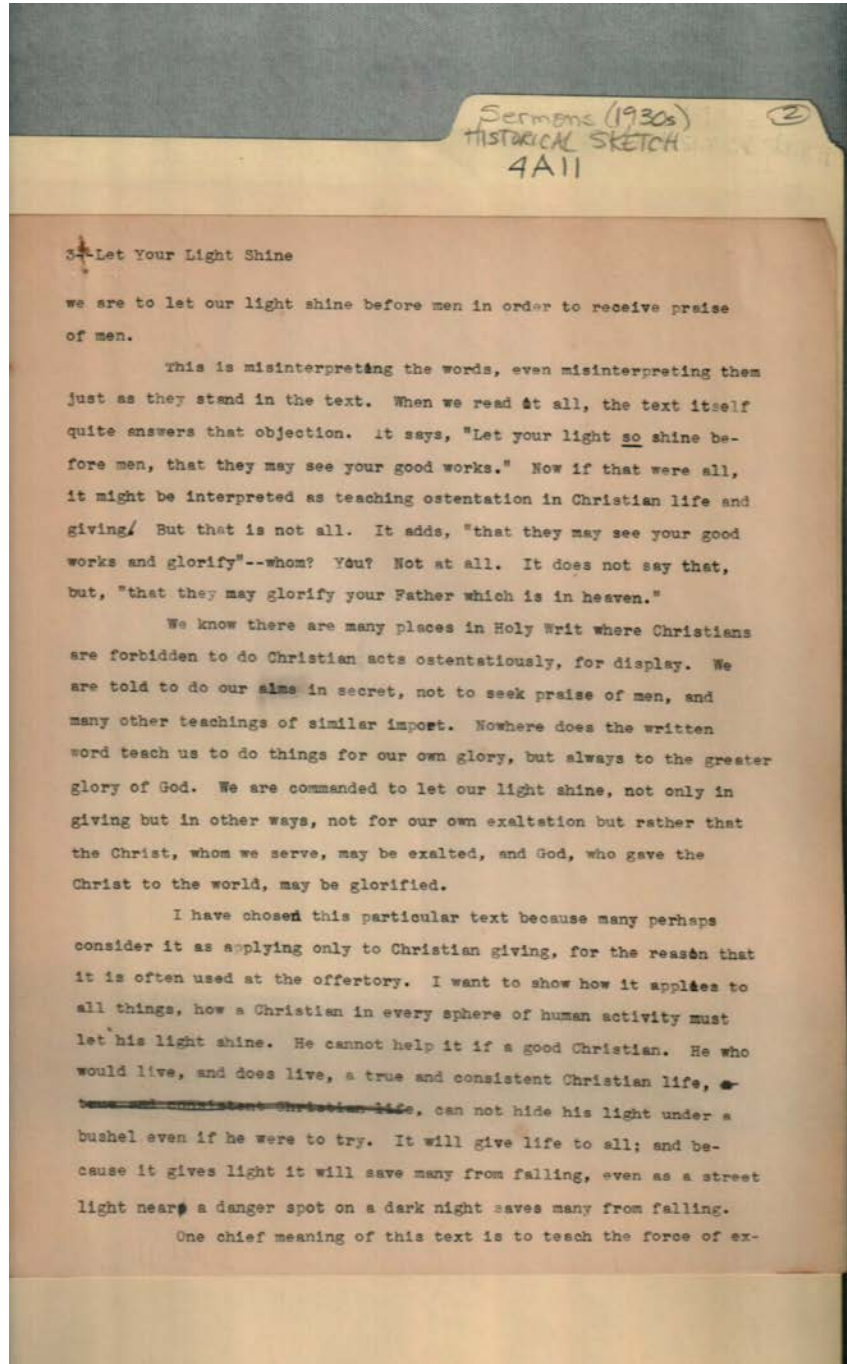 Sermons (1930s) 2
HISTORICAL SKETCH
4A11
3--Let Your Light Shine
we are to let our light shine before men in order to receive praise
of men.
This is misinterpreting the words, even misinterpreting them
just as they stand in the text. When we read it all, the text itself
quite answers that objection. It says, "Let your light so shine be-
fore men, that they may see your good works." Now if that were all,
it might be interpreted as teaching ostentation in Christian life and
giving! But that is not all. It adds, "that they may see your good
works and glorify"--whom? You? Not at all. It does not say that,
but, "that they may glorify your Father which is in heaven."
We know there are many places in Holy Writ where Christians
are forbidden to do Christian acts ostentatiously, for display. We
are told to do our alms in secret, not to seek praise of men, and
many other teachings of similar import. Nowhere does the written
word teach us to do things for our own glory, but always to the greater
glory of God. We are commanded to let our light shine, not only in
giving but in other ways, not for our own exaltation but rather that
the Christ, whom we serve, may be exalted, and God, who gave the
Christ to the world, may be glorified.
I have chosen this particular text because many perhaps
consider it as applying only to Christian giving, for the reason that
it is often used at the offertory. I want to show how it applies to
all things, how a Christian in every sphere of human activity must
let his light shine. He cannot help it if a good Christian. He who
would live, and does live, a true and consistent Christian life, a
true and consistent Christian life, can not hide his light under a
bushel even if he were to try. It will give life to all; and be-
cause it gives light it will save many from falling, even as a street
light near a danger spot on a dark night saves many from falling.
One chief meaning of this text is to teach the force of ex-